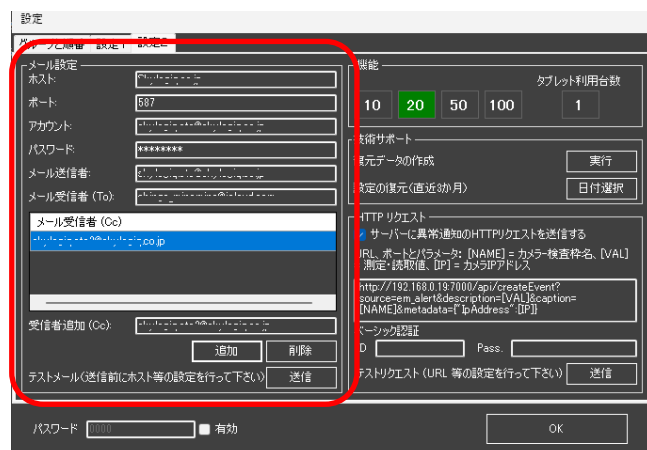 設定
設定1
設定2
メール設定
ホスト:
ポート:
587
アカウント:
パスワード:
********
メール送信者:
メール受信者 (To):
メール受信者 (Cc)
.co.jp
受信者追加 (Cc):
追加
削除
テストメール(送信前にホスト等の設定を行って下さい)
送信
機能
タブレット利用台数
10
20
50
100
1
技術サポート
復元データの作成
実行
設定の復元(直近3か月)
日付選択
HTTP リクエスト
サーバーに異常通知のHTTPリクエストを送信する
URL、ポートとパラメータ: [NAME] = カメラー検査枠名、[VAL]
測定・読取値、[IP] = カメラIPアドレス
http://192.168.0.19:7000/api/createEvent?
source=em_alert&description=[VAL]&caption=
[NAME]&metadata={"IpAddress":[IP]}
ベーシック認証
ID
Pass.
テストリクエスト (URL 等の設定を行って下さい)
送信
パスワード
0000
有効
OK